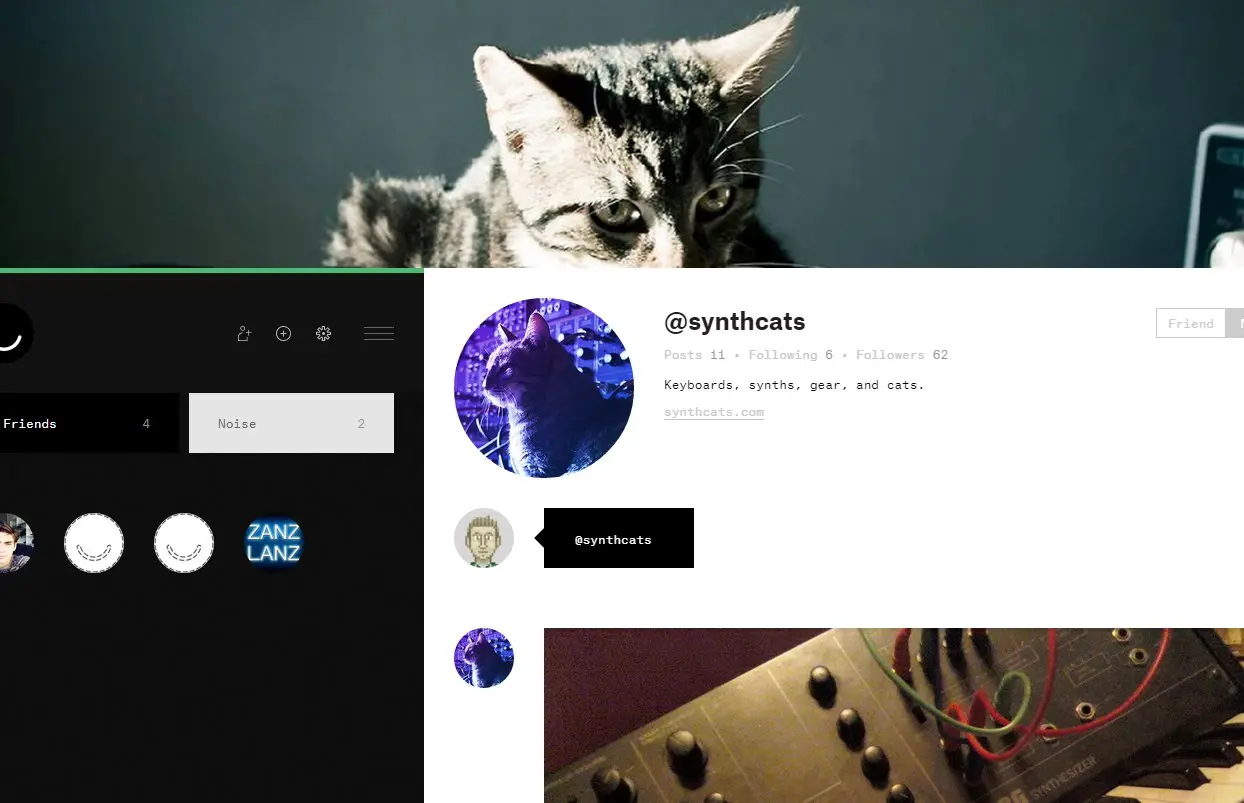 @synthcats
Friend
Posts 11 • Following 6 • Followers 62
Keyboards, synths, gear, and cats.
synthcats.com
Friends 4
Noise 2
ZANZ
LANZ
@synthcats
SYNTHESIZER